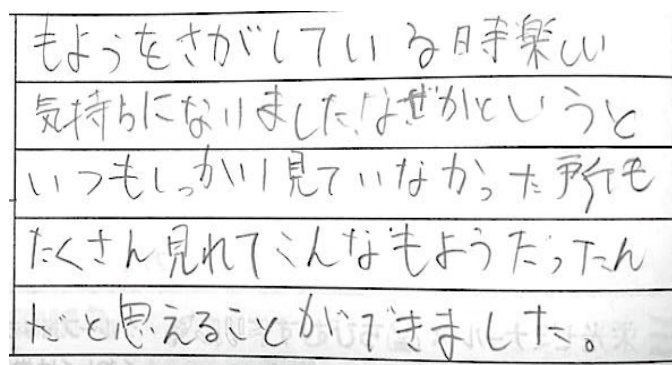 もようをさがしている時楽しい
気持ちになりました。なぜかというと
いつもしっかり見ていなかった所も
たくさん見れてこんなもようだったん
だと思えることができました。